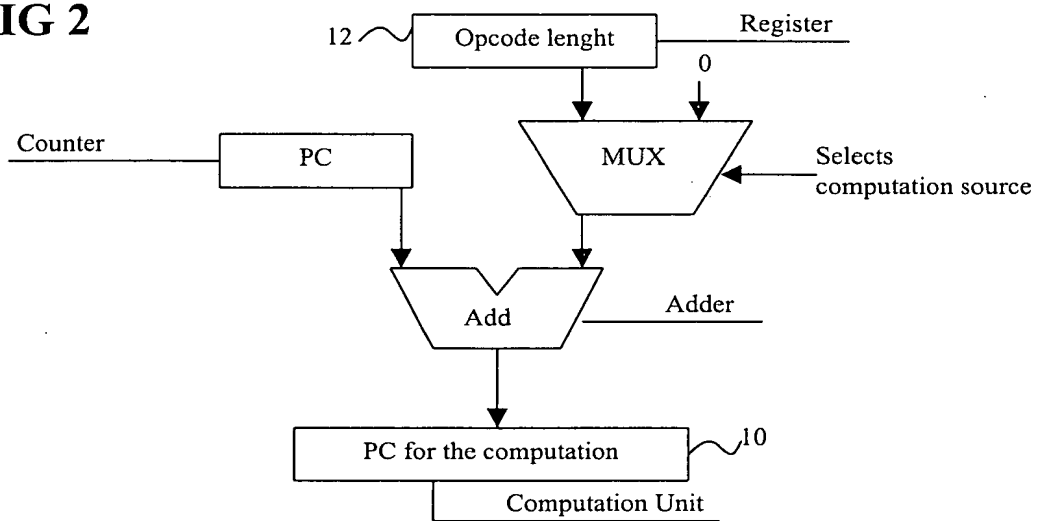 IG 2
12
Opcode lenght
Register
0
Counter
PC
MUX
Selects
computation source
Add
Adder
PC for the computation
10
Computation Unit